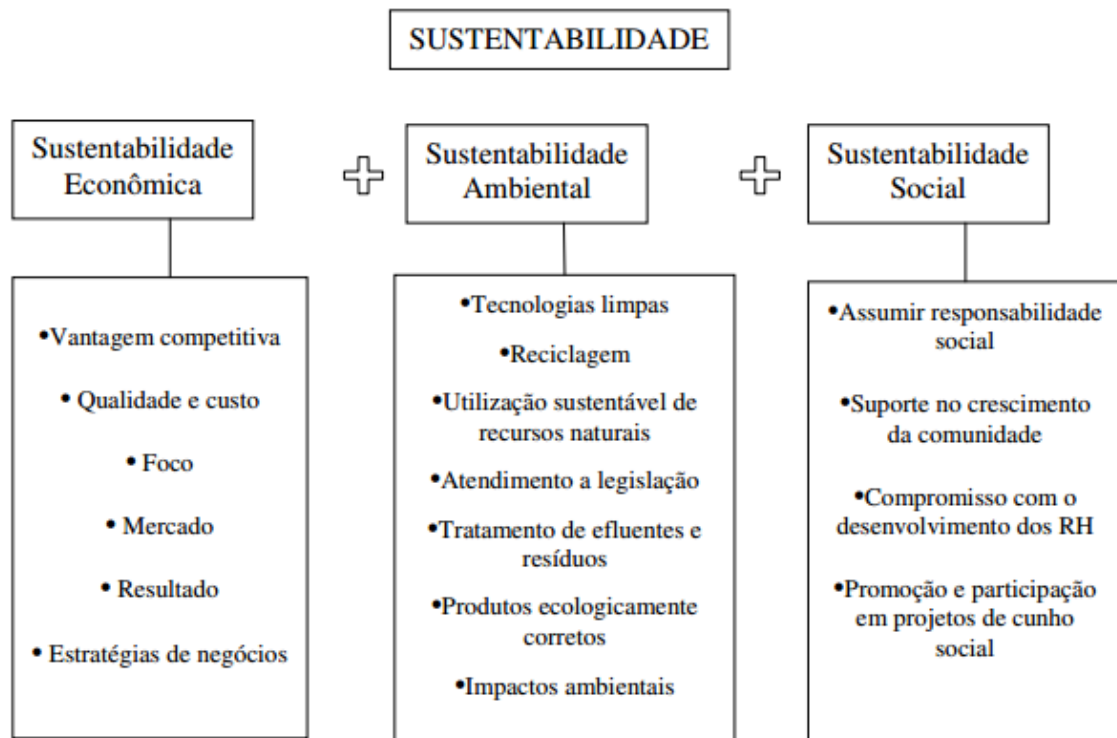 SUSTENTABILIDADE
Sustentabilidade
Econômica
Sustentabilidade
Ambiental
Sustentabilidade
Social
•Vantagem competitiva
• Qualidade e custo
• Foco
• Mercado
• Resultado
• Estratégias de negócios
•Tecnologias limpas
•Reciclagem
•Utilização sustentável de
recursos naturais
•Atendimento a legislação
•Tratamento de efluentes e
resíduos
•Produtos ecologicamente
corretos
•Impactos ambientais
•Assumir responsabilidade
social
•Suporte no crescimento
da comunidade
•Compromisso com o
desenvolvimento dos RH
•Promoção e participação
em projetos de cunho
social